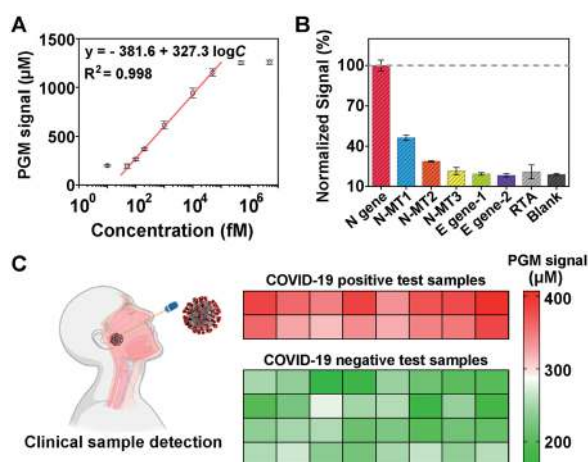 A
y = - 381.6 + 327.3 logC
R² = 0.998
PGM signal (µM)
1500
1000
500
0
10⁰ 10² 10⁴ 10⁶
Concentration (fM)
B
Normalized Signal (%)
100
70
40
10
N gene
N-MT1
N-MT2
N-MT3
E gene-1
E gene-2
RTA
Blank
C
Clinical sample detection
COVID-19 positive test samples
COVID-19 negative test samples
PGM signal
(µM)
400
300
200